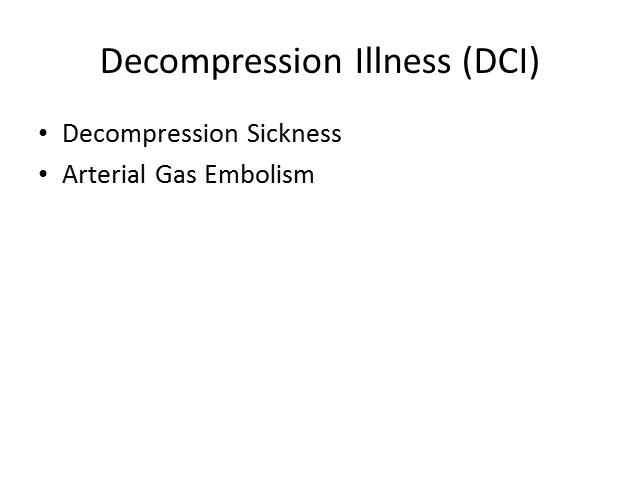 Decompression Illness (DCI)
• Decompression Sickness
• Arterial Gas Embolism